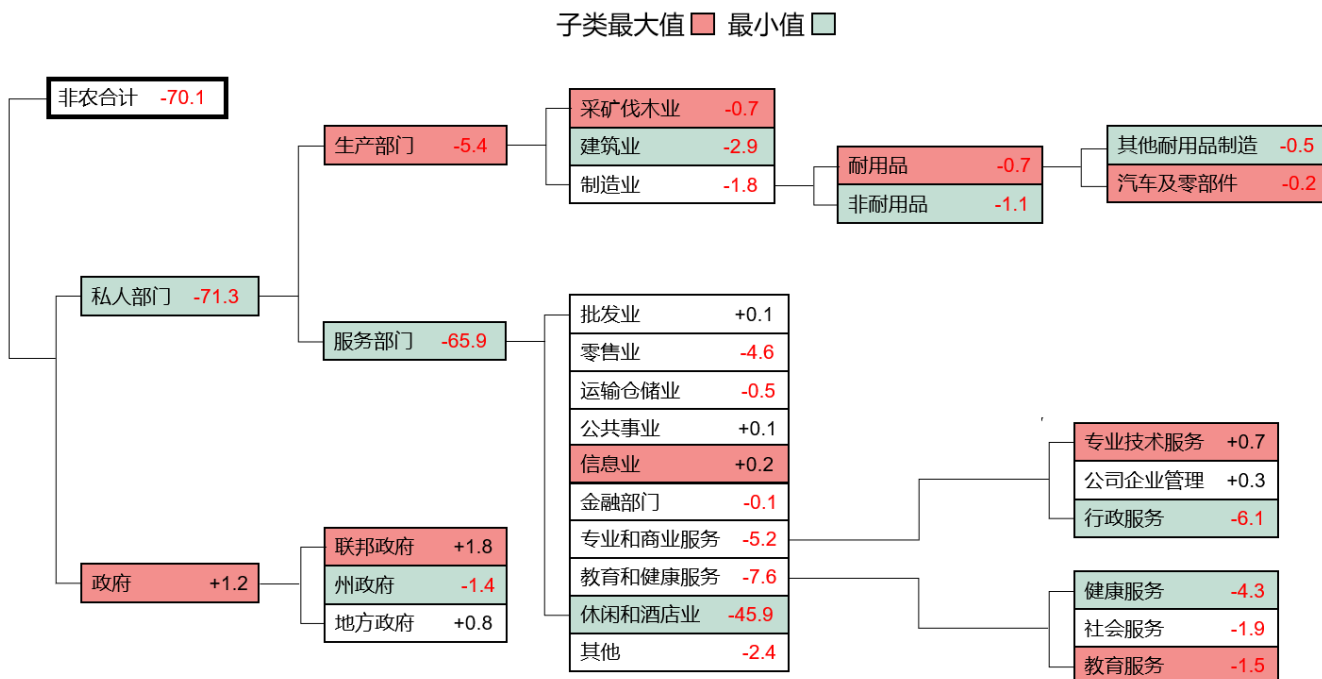 子类最大值 最小值
非农合计 -70.1
私人部门 -71.3
政府 +1.2
生产部门 -5.4
服务部门 -65.9
联邦政府 +1.8
州政府 -1.4
地方政府 +0.8
采矿伐木业 -0.7
建筑业 -2.9
制造业 -1.8
批发业 +0.1
零售业 -4.6
运输仓储业 -0.5
公共事业 +0.1
信息业 +0.2
金融部门 -0.1
专业和商业服务 -5.2
教育和健康服务 -7.6
休闲和酒店业 -45.9
其他 -2.4
耐用品 -0.7
非耐用品 -1.1
其他耐用品制造 -0.5
汽车及零部件 -0.2
专业技术服务 +0.7
公司企业管理 +0.3
行政服务 -6.1
健康服务 -4.3
社会服务 -1.9
教育服务 -1.5